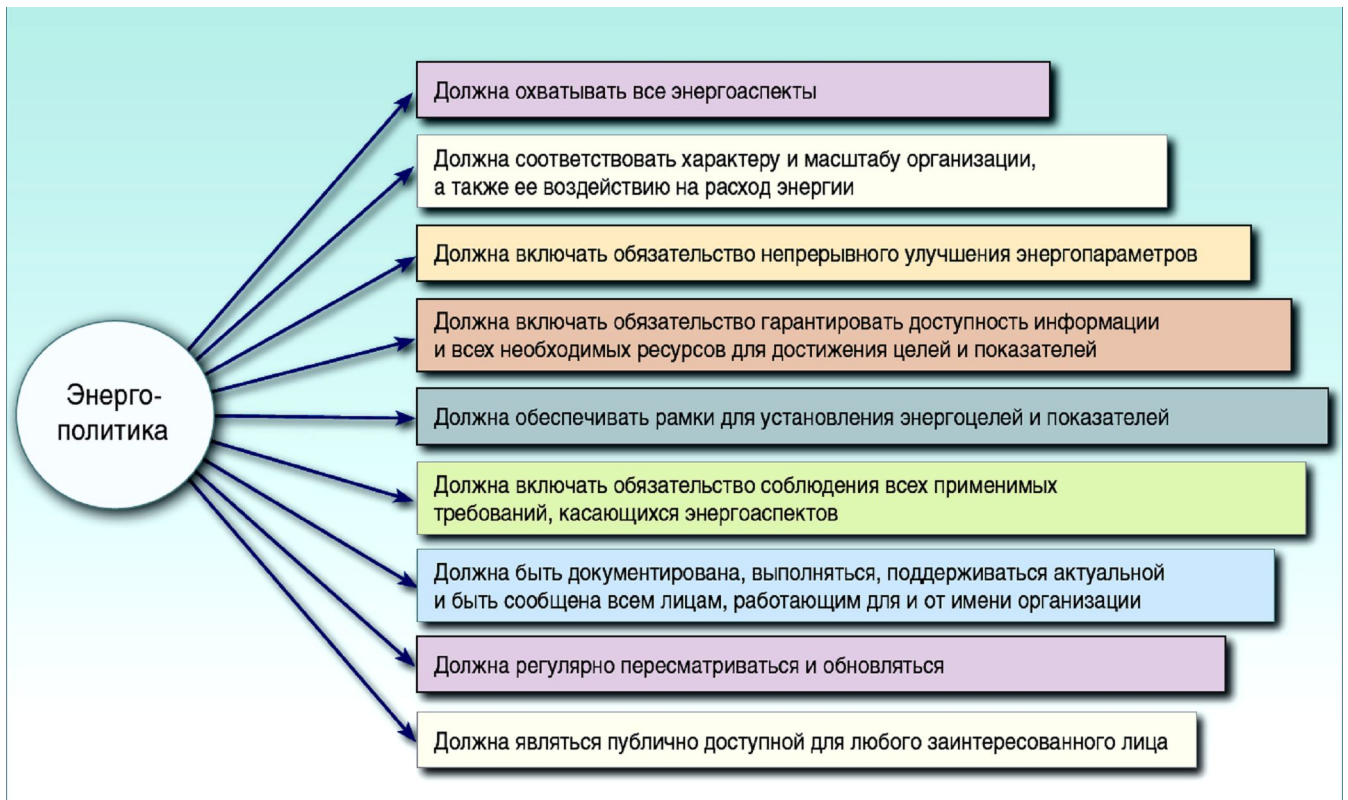 Энерго-
политика
Должна охватывать все энергоаспекты
Должна соответствовать характеру и масштабу организации,
а также ее воздействию на расход энергии
Должна включать обязательство непрерывного улучшения энергопараметров
Должна включать обязательство гарантировать доступность информации
и всех необходимых ресурсов для достижения целей и показателей
Должна обеспечивать рамки для установления энергоцелей и показателей
Должна включать обязательство соблюдения всех применимых
требований, касающихся энергоаспектов
Должна быть документирована, выполняться, поддерживаться актуальной
и быть сообщена всем лицам, работающим для и от имени организации
Должна регулярно пересматриваться и обновляться
Должна являться публично доступной для любого заинтересованного лица